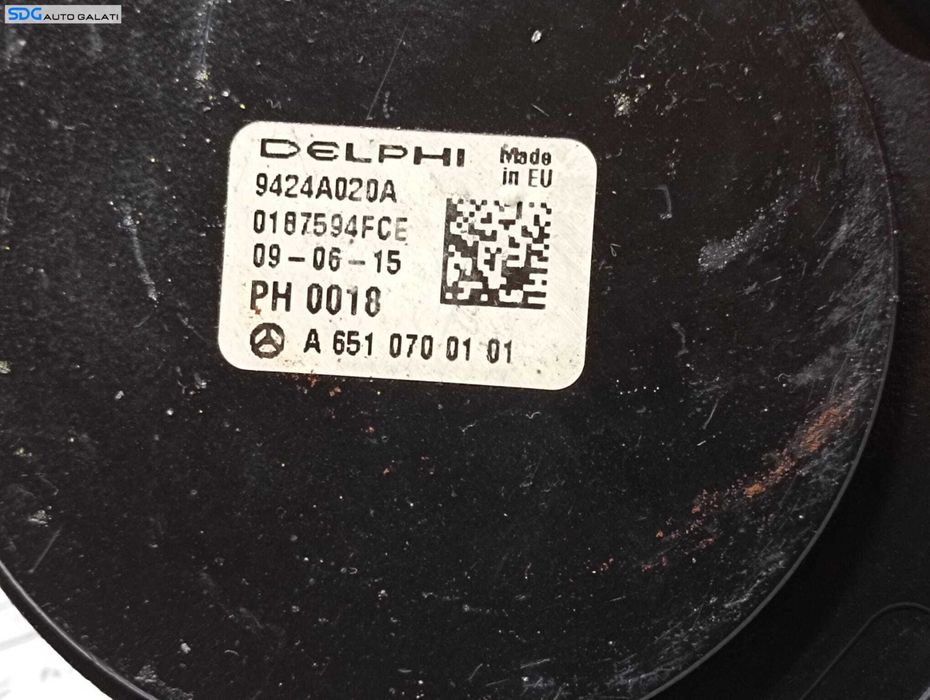 SDG AUTO GALATI
DELPHI Made
in EU
9424A020A
0187594FCE
09-06-15
PH 0018
A 651 070 01 01